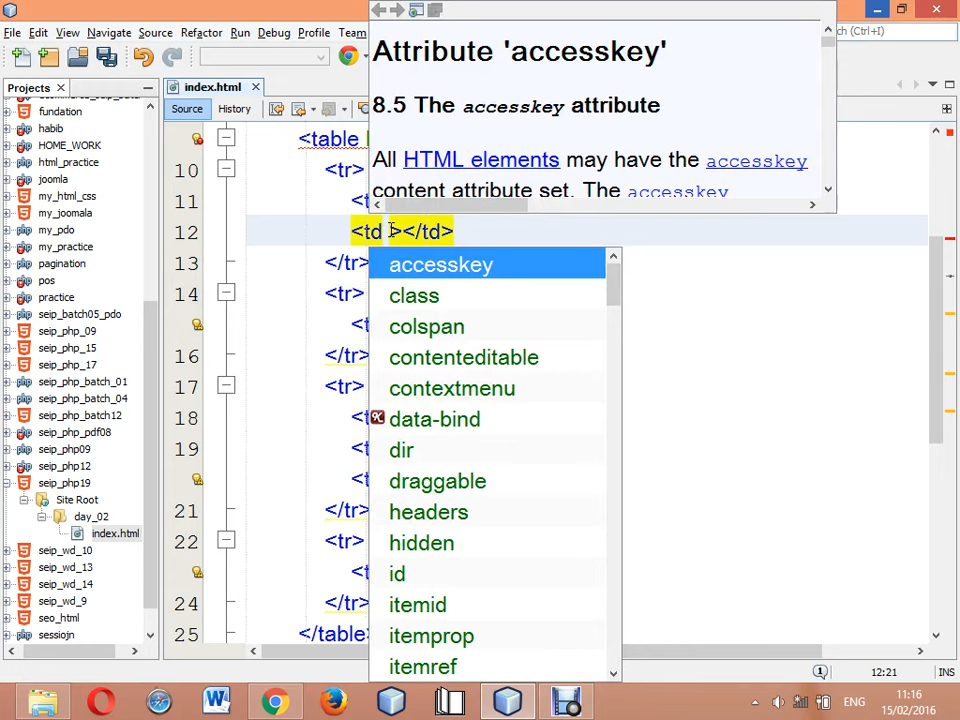 File Edit View Navigate Source Refactor Run Debug Profile Team
ch (Ctrl+I)
Projects
index.html
Source
History
fundation
habib
HOME_WORK
html_practice
joomla
my_html_css
my_joomala
my_pdo
my_practice
pagination
pos
practice
seip_batch05_pdo
seip_php_09
seip_php_15
seip_php_17
seip_php_batch_01
seip_php_batch_04
seip_php_batch12
seip_php_pdf08
seip_php09
seip_php12
seip_php19
Site Root
day_02
index.html
seip_wd_10
seip_wd_13
seip_wd_14
seip_wd_9
seo_html
sessiojn
Attribute 'accesskey'
8.5 The accesskey attribute
All HTML elements may have the accesskey
content attribute set. The accesskey
<table
10 <tr>
11 <t
12 <td ></td>
13 </tr>
14 <tr>
<t
16 </tr>
17 <tr>
18 <t
19 <t
<t
21 </tr>
22 <tr>
<t
24 </tr>
25 </table>
accesskey
class
colspan
contenteditable
contextmenu
data-bind
dir
draggable
headers
hidden
id
itemid
itemprop
itemref
1
12:21
INS
ENG
11:16
15/02/2016